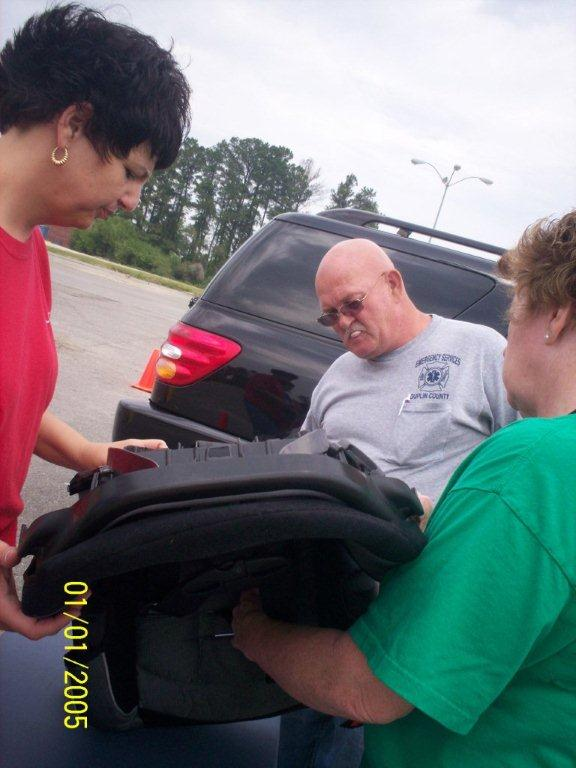 EMERGENCY SERVICES
DUPLIN COUNTY
01/01/2005